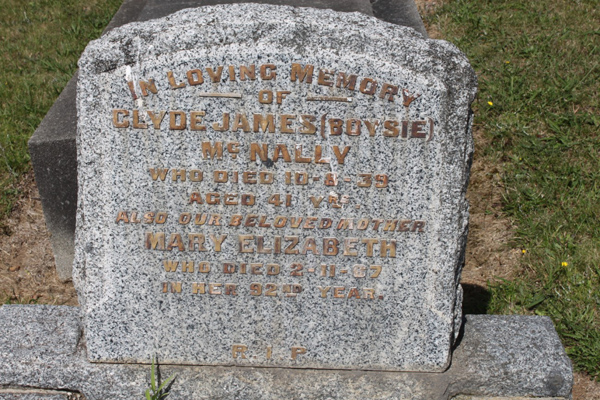 IN LOVING MEMORY
OF
CLYDE JAMES (BOYSIE)
McNALLY
WHO DIED 10-6-39
AGED 41 YRS.
ALSO OUR BELOVED MOTHER
MARY ELIZABETH
WHO DIED 2-11-67
IN HER 92ND YEAR.
R.I.P.